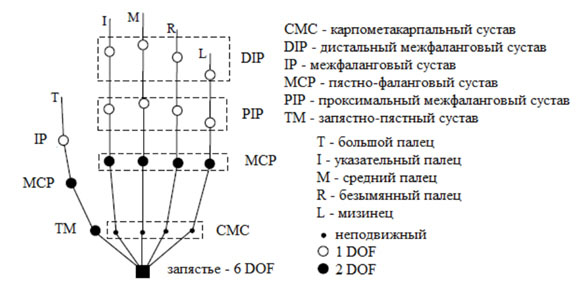 I
M
R
L
DIP
PIP
MCP
T
IP
MCP
TM
CMC
запястье - 6 DOF
CMC - карпометакарпальный сустав
DIP - дистальный межфаланговый сустав
IP - межфаланговый сустав
MCP - пястно-фаланговый сустав
PIP - проксимальный межфаланговый сустав
TM - запястно-пястный сустав
T - большой палец
I - указательный палец
M - средний палец
R - безымянный палец
L - мизинец
неподвижный
1 DOF
2 DOF